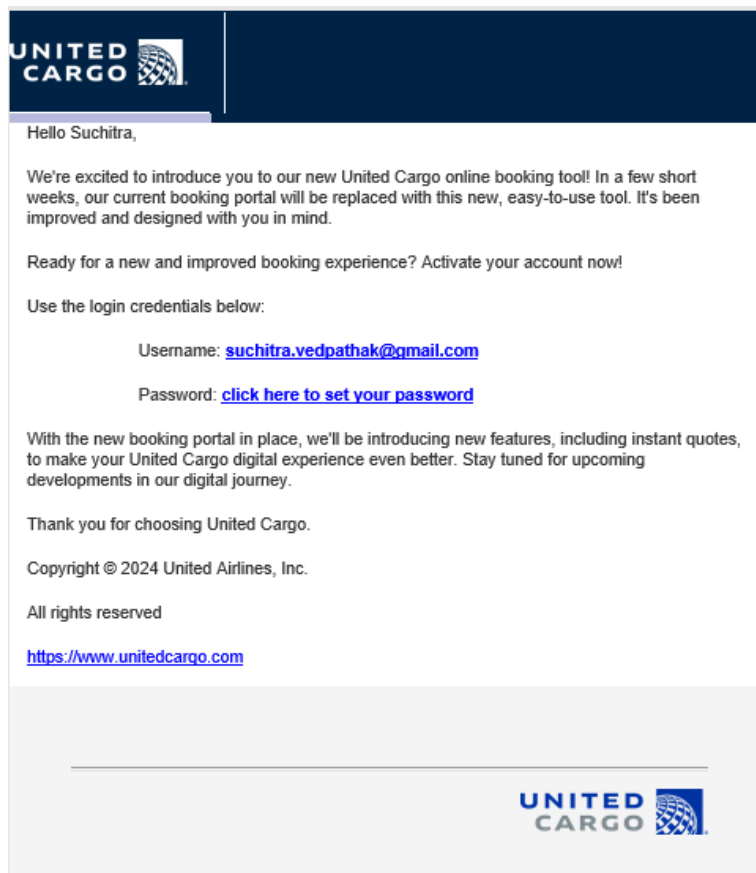 UNITED
CARGO
Hello Suchitra,
We're excited to introduce you to our new United Cargo online booking tool! In a few short
weeks, our current booking portal will be replaced with this new, easy-to-use tool. It's been
improved and designed with you in mind.
Ready for a new and improved booking experience? Activate your account now!
Use the login credentials below:
Username: suchitra.vedpathak@gmail.com
Password: click here to set your password
With the new booking portal in place, we'll be introducing new features, including instant quotes,
to make your United Cargo digital experience even better. Stay tuned for upcoming
developments in our digital journey.
Thank you for choosing United Cargo.
Copyright © 2024 United Airlines, Inc.
All rights reserved
https://www.unitedcargo.com
UNITED
CARGO